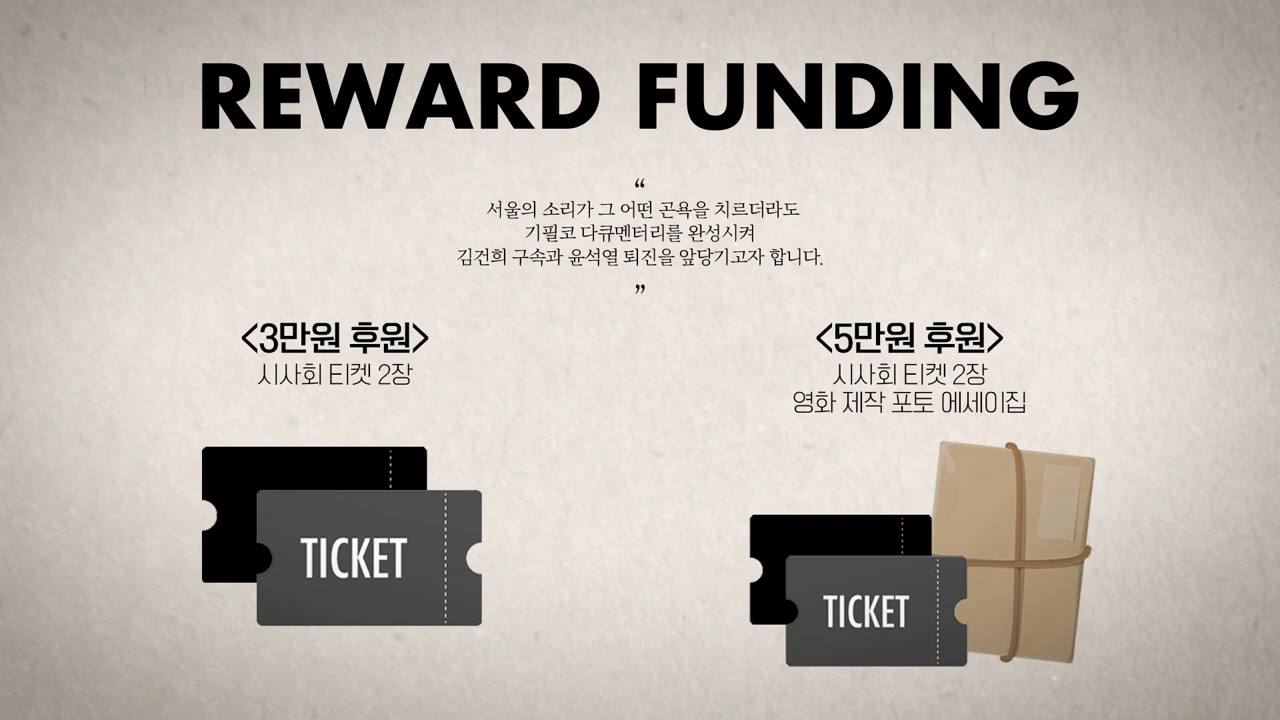 REWARD FUNDING
“
서울의 소리가 그 어떤 곤욕을 치르더라도
기필코 다큐멘터리를 완성시켜
김건희 구속과 윤석열 퇴진을 앞당기고자 합니다.
”
<3만원 후원>
시사회 티켓 2장
<5만원 후원>
시사회 티켓 2장
영화 제작 포토 에세이집
TICKET
TICKET